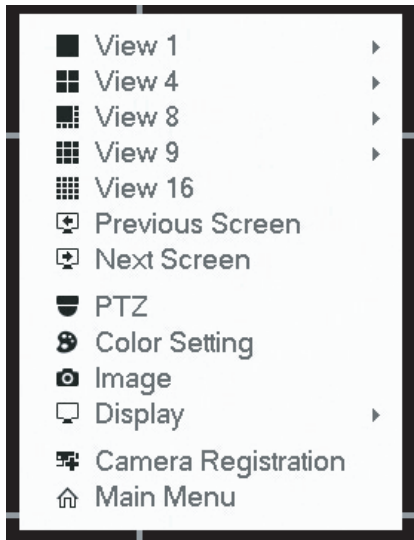 View 1
View 4
View 8
View 9
View 16
Previous Screen
Next Screen
PTZ
Color Setting
Image
Display
Camera Registration
Main Menu